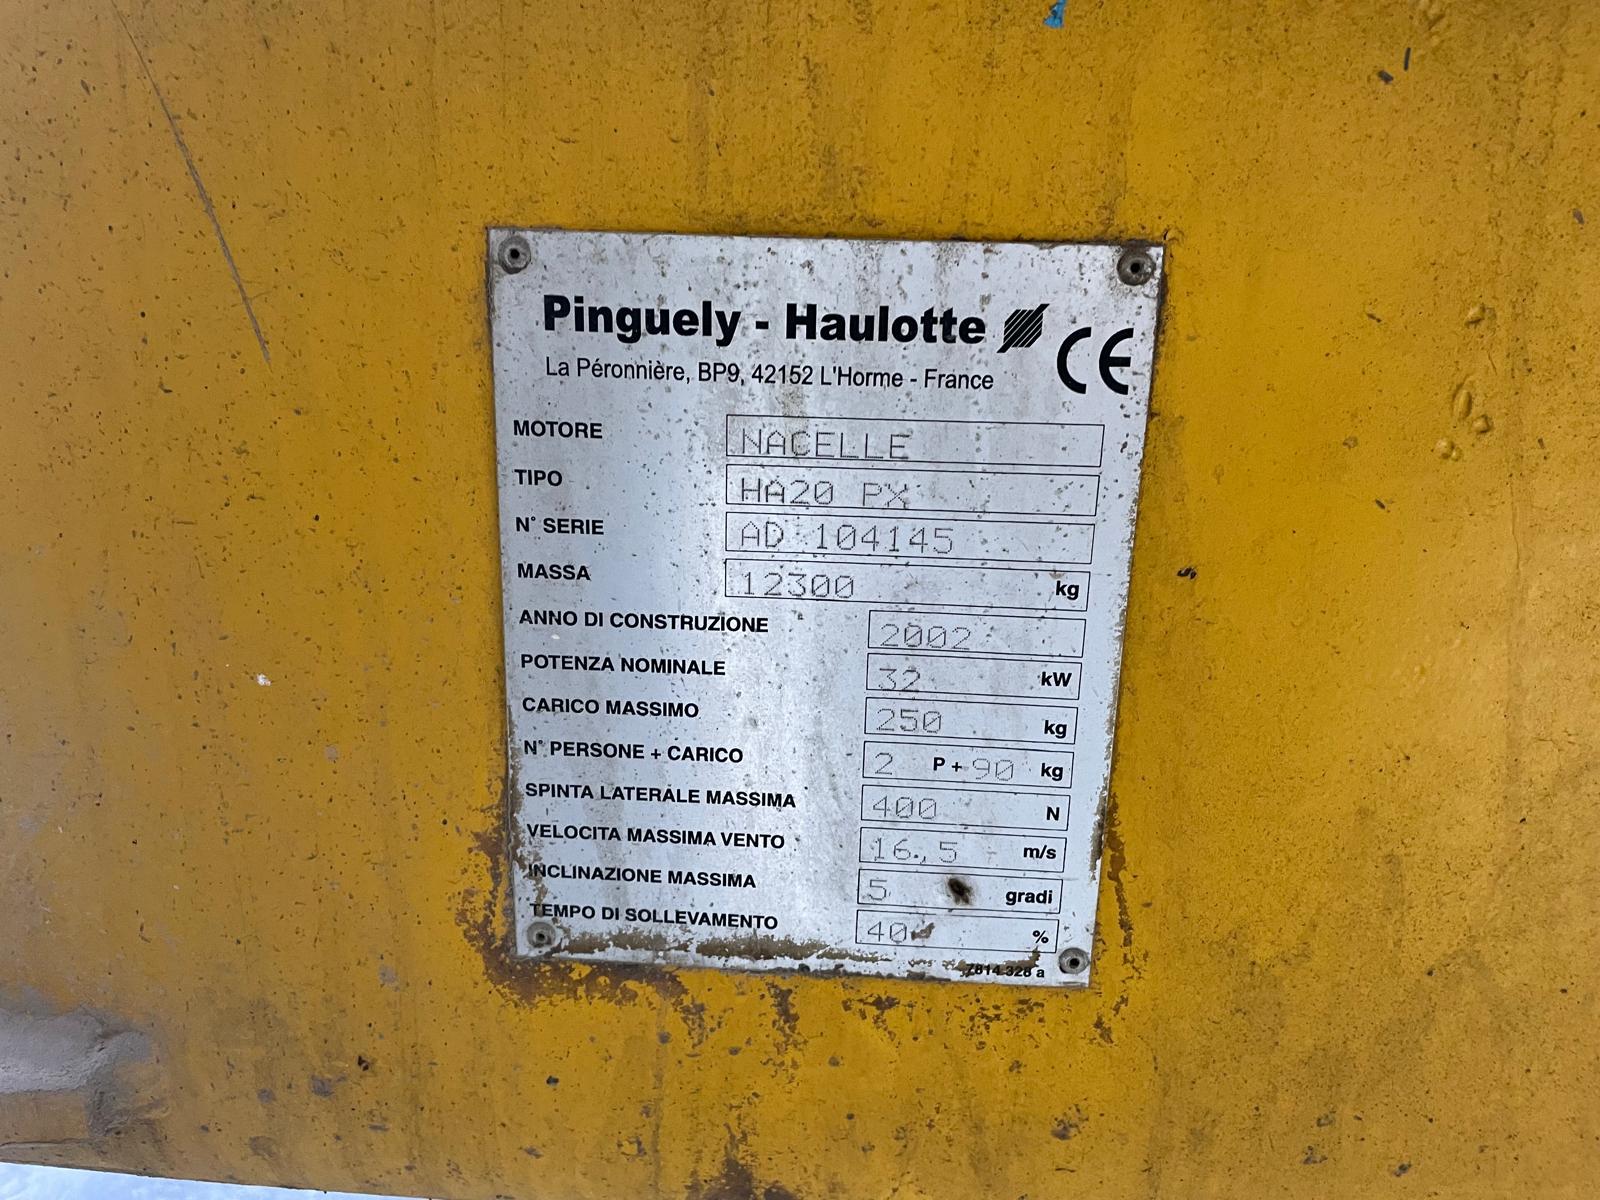 Pinguely - Haulotte
La Péronnière, BP9, 42152 L'Horme - France
CE
MOTORE NACELLE
TIPO HA20 PX
N° SERIE AD 104145
MASSA 12300 kg
ANNO DI CONSTRUZIONE 2002
POTENZA NOMINALE 32 kW
CARICO MASSIMO 250 kg
N° PERSONE + CARICO 2 P + 90 kg
SPINTA LATERALE MASSIMA 400 N
VELOCITA MASSIMA VENTO 16.,5 m/s
INCLINAZIONE MASSIMA 5 gradi
TEMPO DI SOLLEVAMENTO 40 %
7814 328 a